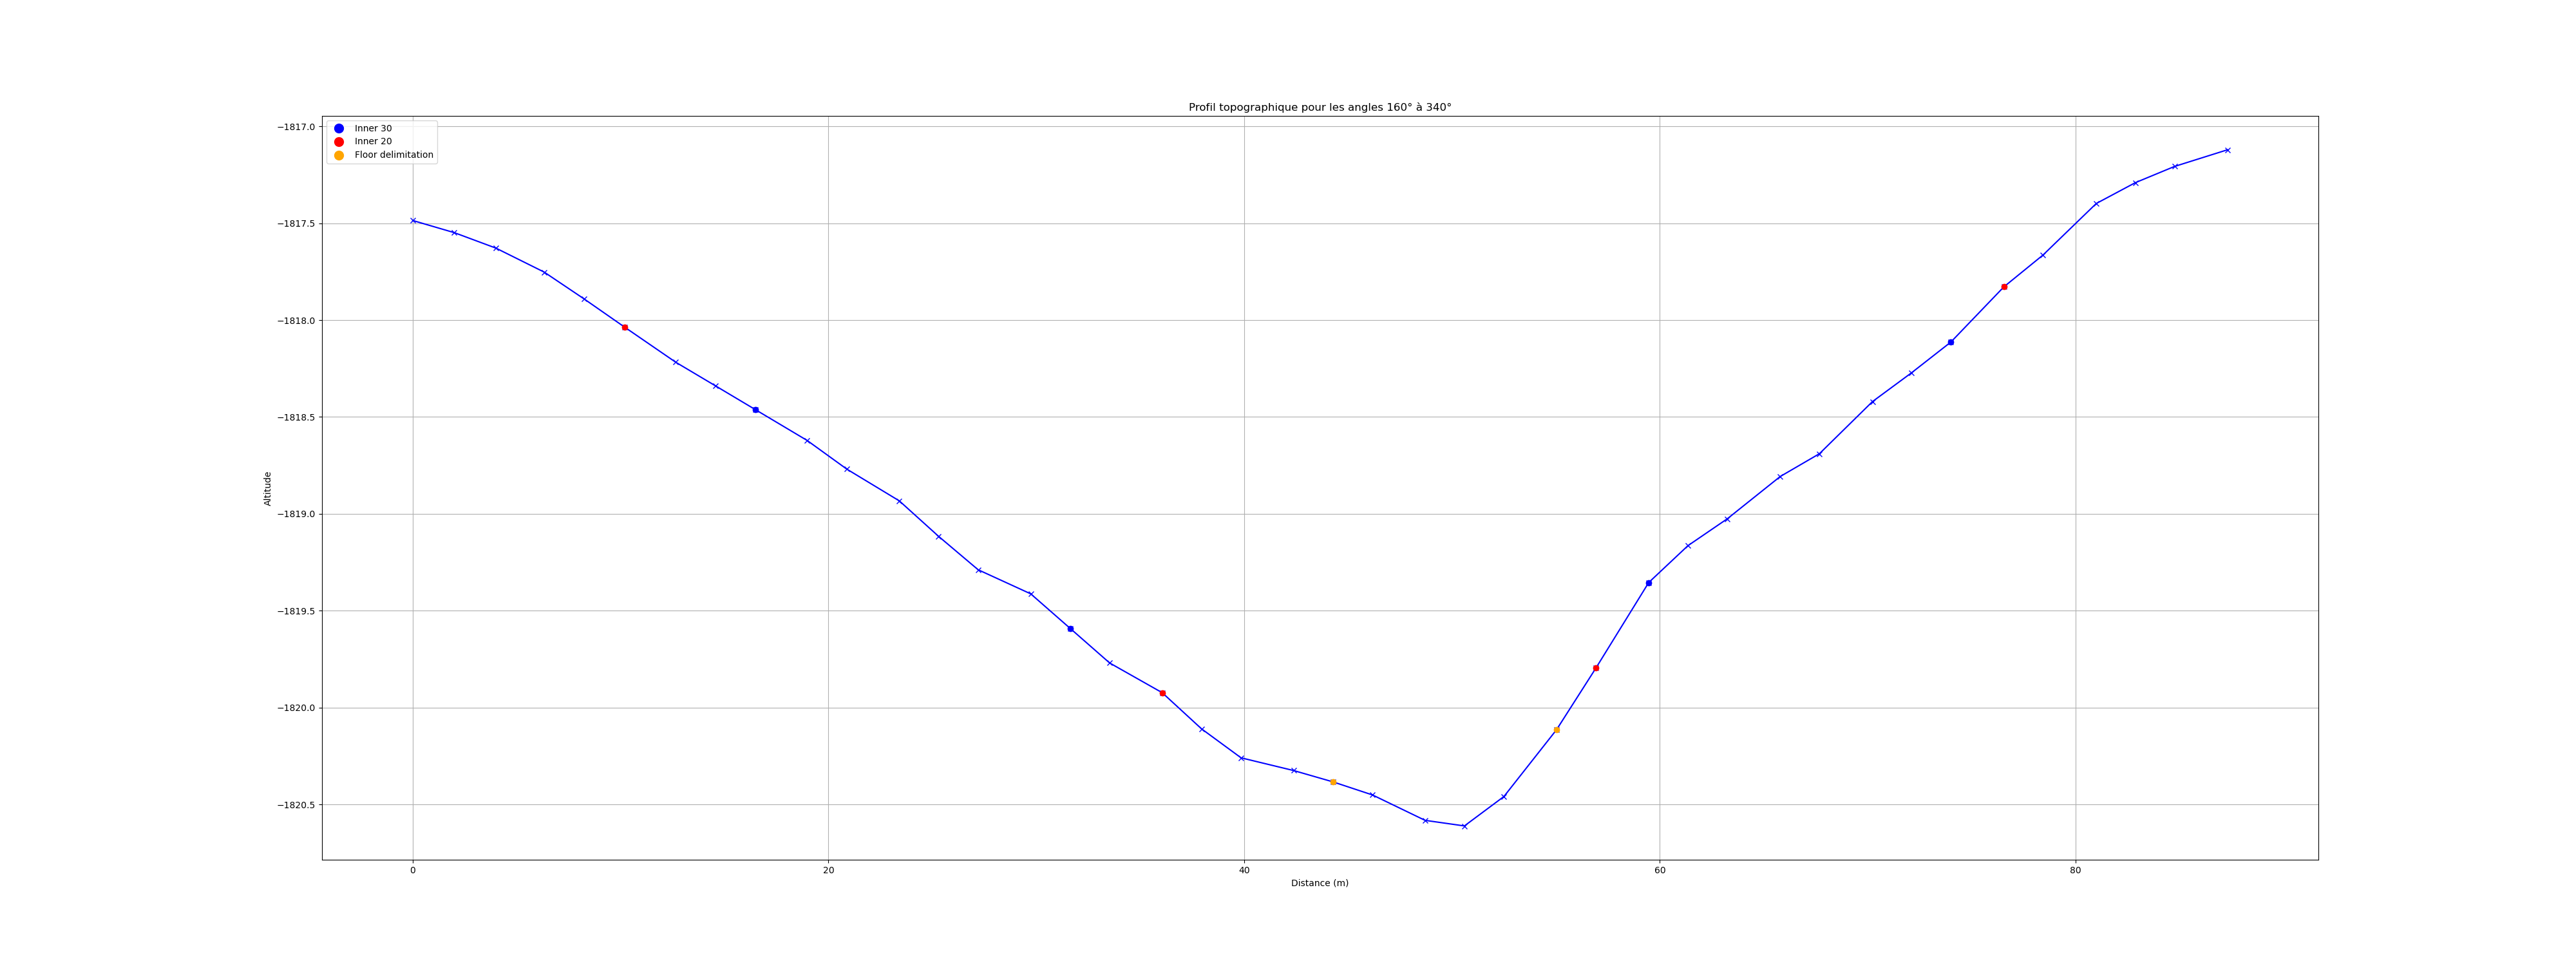 Profil topographique pour les angles 160° à 340°
Inner 30
Inner 20
Floor delimitation
−1817.0
−1817.5
−1818.0
−1818.5
−1819.0
−1819.5
−1820.0
−1820.5
Altitude
0 20 40 60 80
Distance (m)